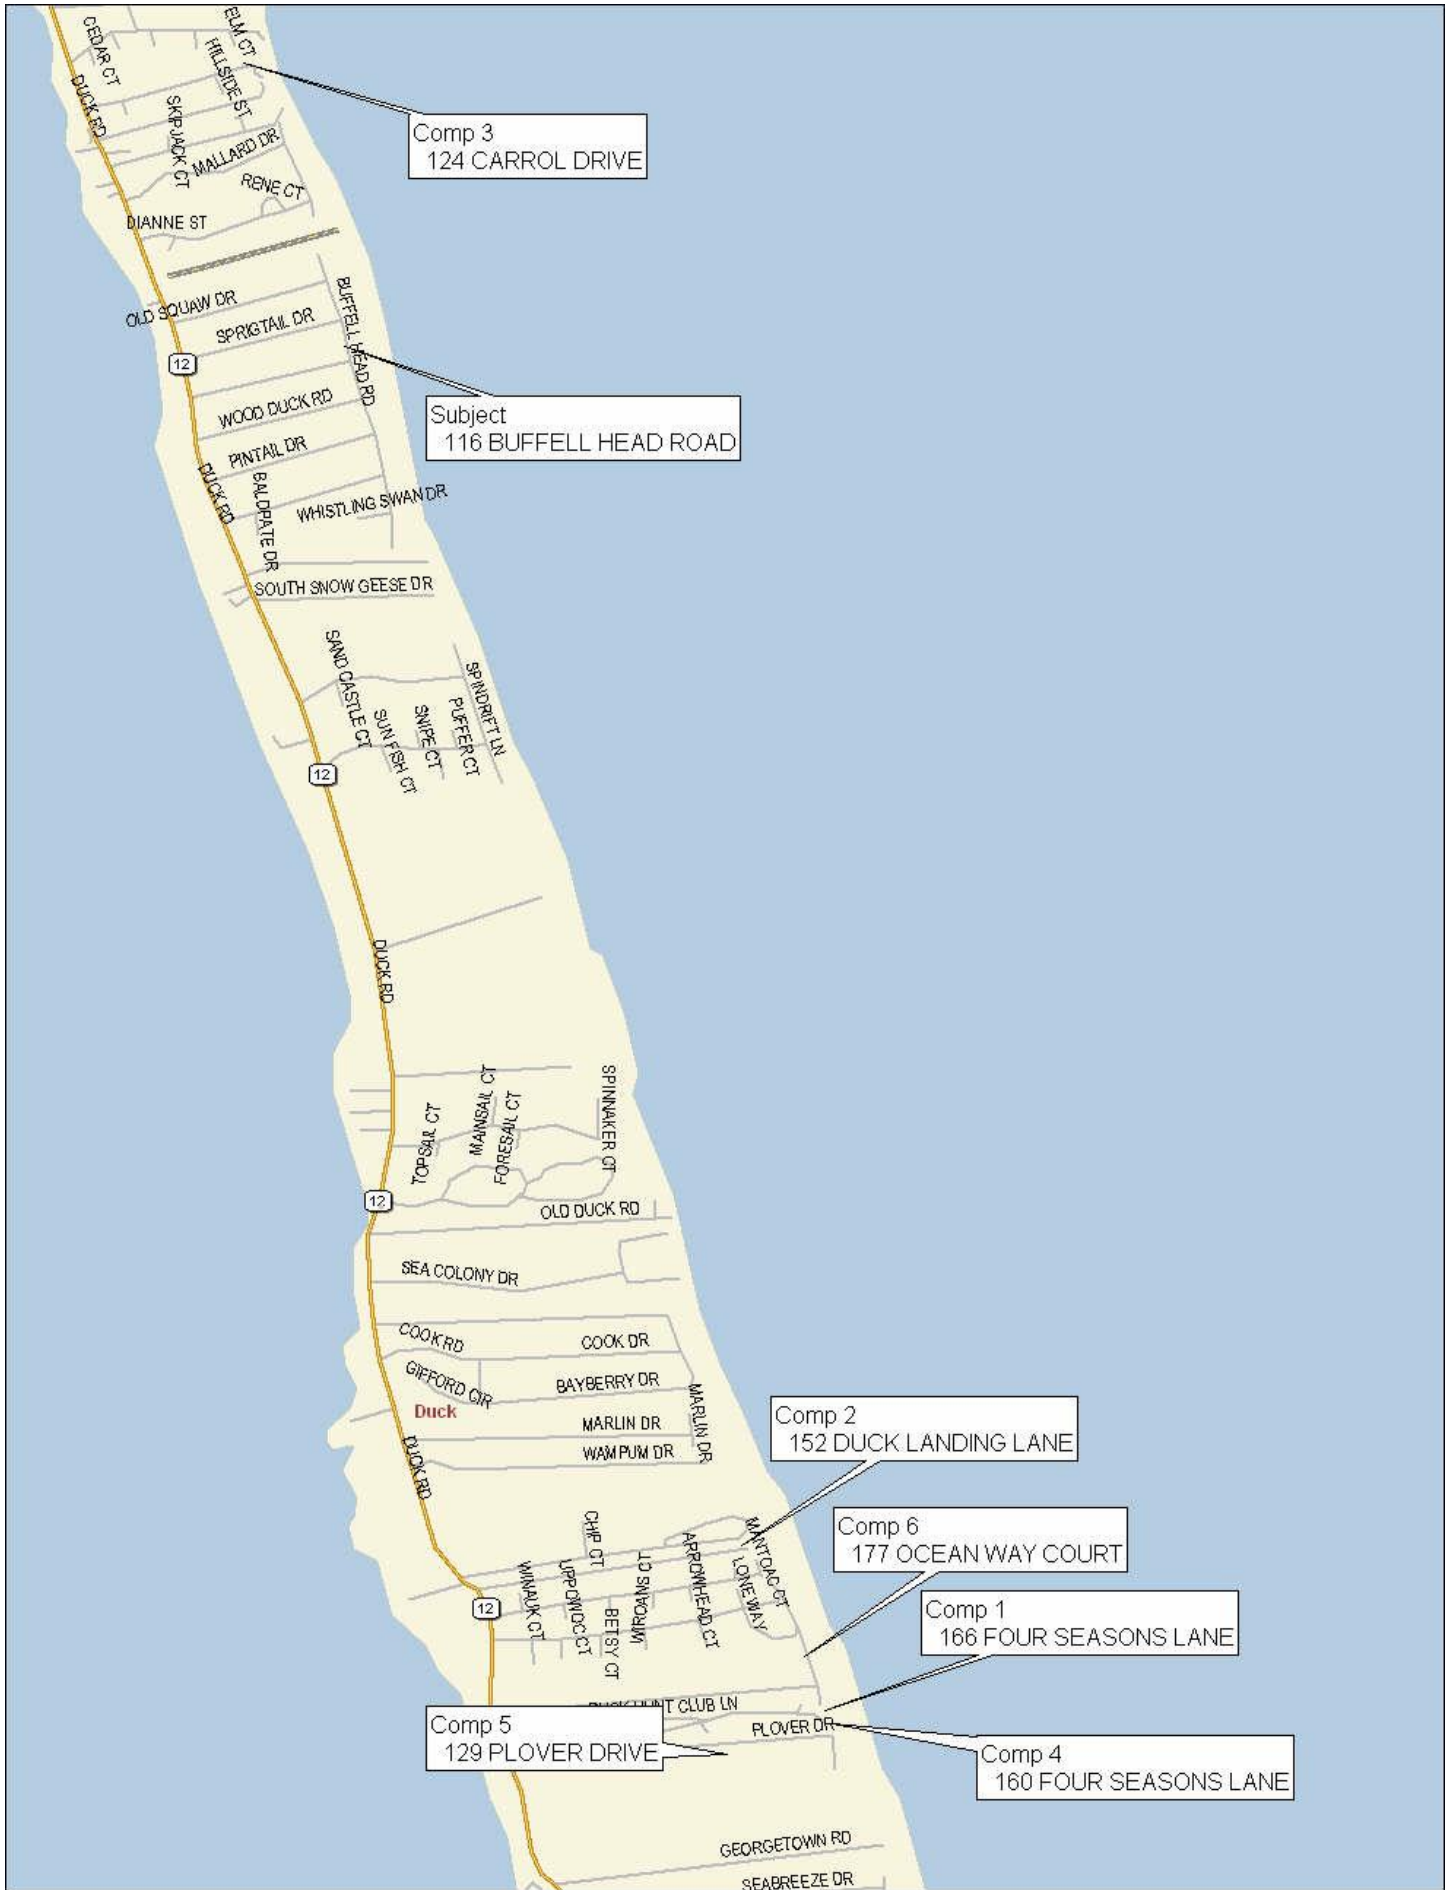 ELM CT
CEDAR CT
HILLSIDE ST
DUCK RD
SKIPJACK CT
Comp 3
124 CARROL DRIVE
MALLARD DR
RENE CT
DIANNE ST
BUFFELL HEAD RD
OLD SQUAW DR
SPRIGTAIL DR
12
WOOD DUCK RD
Subject
116 BUFFELL HEAD ROAD
PINTAIL DR
DUCK RD
BALDPATE DR
WHISTLING SWAN DR
SOUTH SNOW GEESE DR
SAND CASTLE CT
SPINDRIFT LN
PUFFER CT
SNIPE CT
SUN FISH CT
12
DUCK RD
MAINSAIL CT
SPINNAKER CT
FORESAIL CT
TOPSAIL CT
12
OLD DUCK RD
SEA COLONY DR
COOK RD
COOK DR
GIFFORD CIR
BAYBERRY DR
MARLIN DR
Duck
MARLIN DR
DUCK RD
WAMPUM DR
Comp 2
152 DUCK LANDING LANE
CHIP CT
MANTOAC CT
Comp 6
177 OCEAN WAY COURT
ARROWHEAD CT
WIROANS CT
LONEWAY
UPPOWOC CT
WINAUK CT
12
BETSY CT
Comp 1
166 FOUR SEASONS LANE
HUNT CLUB LN
Comp 5
129 PLOVER DRIVE
PLOVER DR
Comp 4
160 FOUR SEASONS LANE
GEORGETOWN RD
SEABREEZE DR